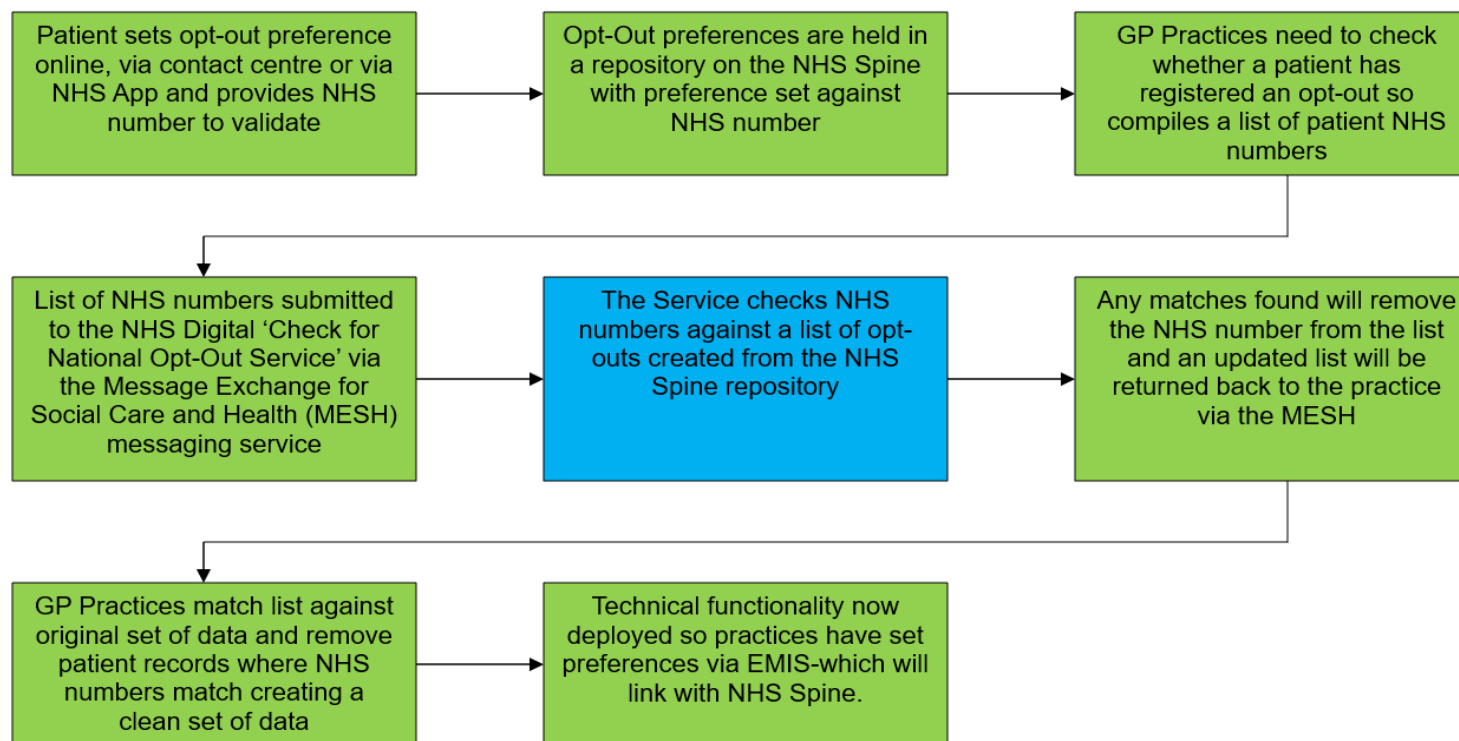 Patient sets opt-out preference
online, via contact centre or via
NHS App and provides NHS
number to validate
Opt-Out preferences are held in
a repository on the NHS Spine
with preference set against
NHS number
GP Practices need to check
whether a patient has
registered an opt-out so
compiles a list of patient NHS
numbers
List of NHS numbers submitted
to the NHS Digital ‘Check for
National Opt-Out Service’ via
the Message Exchange for
Social Care and Health (MESH)
messaging service
The Service checks NHS
numbers against a list of opt-
outs created from the NHS
Spine repository
Any matches found will remove
the NHS number from the list
and an updated list will be
returned back to the practice
via the MESH
GP Practices match list against
original set of data and remove
patient records where NHS
numbers match creating a
clean set of data
Technical functionality now
deployed so practices have set
preferences via EMIS-which will
link with NHS Spine.